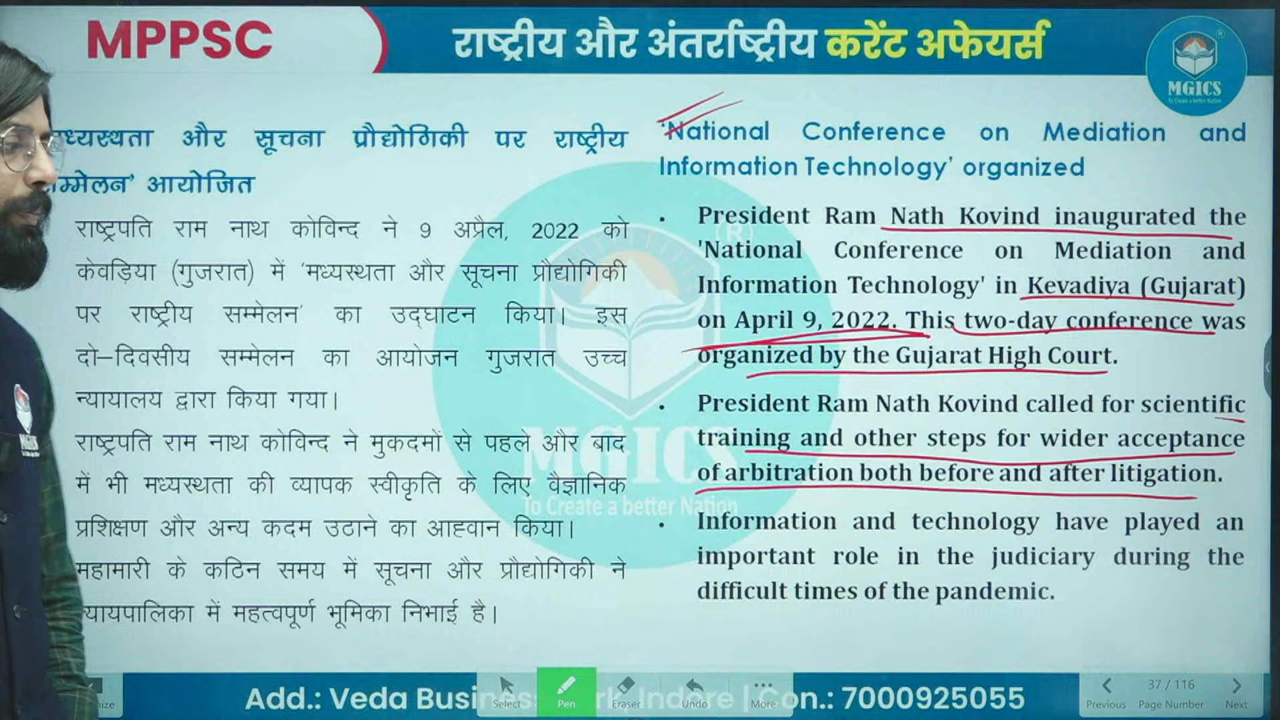 MPPSC
राष्ट्रीय और अंतर्राष्ट्रीय करेंट अफेयर्स
MGICS
To Create a better Nation
और सूचना प्रौद्योगिकी पर राष्ट्रीय
आयोजित
राष्ट्रपति राम नाथ कोविन्द ने 9 अप्रैल, 2022 को
केवड़िया (गुजरात) में 'मध्यस्थता और सूचना प्रौद्योगिकी
पर राष्ट्रीय सम्मेलन' का उद्घाटन किया। इस
दो–दिवसीय सम्मेलन का आयोजन गुजरात उच्च
न्यायालय द्वारा किया गया।
राष्ट्रपति राम नाथ कोविन्द ने मुकदमों से पहले और बाद
में भी मध्यस्थता की व्यापक स्वीकृति के लिए वैज्ञानिक
प्रशिक्षण और अन्य कदम उठाने का आह्वान किया।
महामारी के कठिन समय में सूचना और प्रौद्योगिकी ने
में महत्वपूर्ण भूमिका निभाई है।
'National Conference on Mediation and
Information Technology' organized
• President Ram Nath Kovind inaugurated the
'National Conference on Mediation and
Information Technology' in Kevadiya (Gujarat)
on April 9, 2022. This two-day conference was
organized by the Gujarat High Court.
• President Ram Nath Kovind called for scientific
training and other steps for wider acceptance
of arbitration both before and after litigation.
• Information and technology have played an
important role in the judiciary during the
difficult times of the pandemic.
MGICS
To Create a better Nation
MGICS
Add.: Veda Indore | Con.: 7000925055
Select
Pen
Eraser
Undo
More
Previous
37 / 116
Page Number
Next